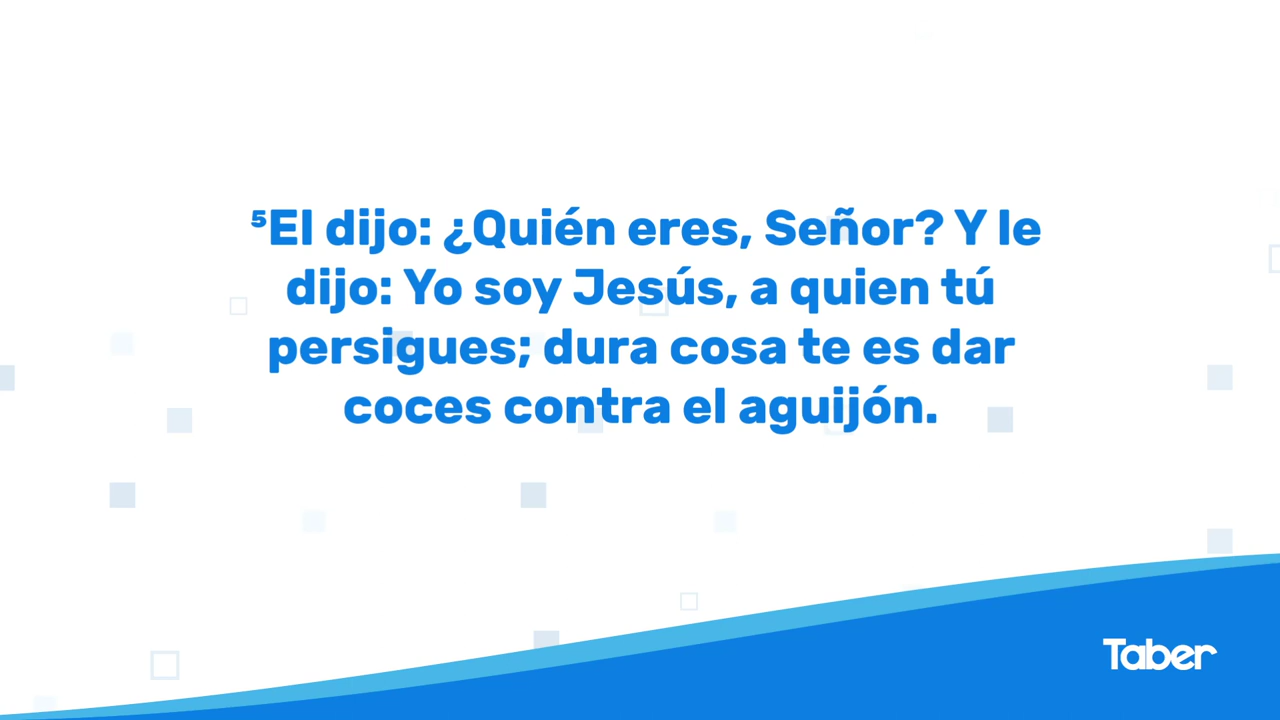 ⁵El dijo: ¿Quién eres, Señor? Y le
dijo: Yo soy Jesús, a quien tú
persigues; dura cosa te es dar
coces contra el aguijón.
Taber